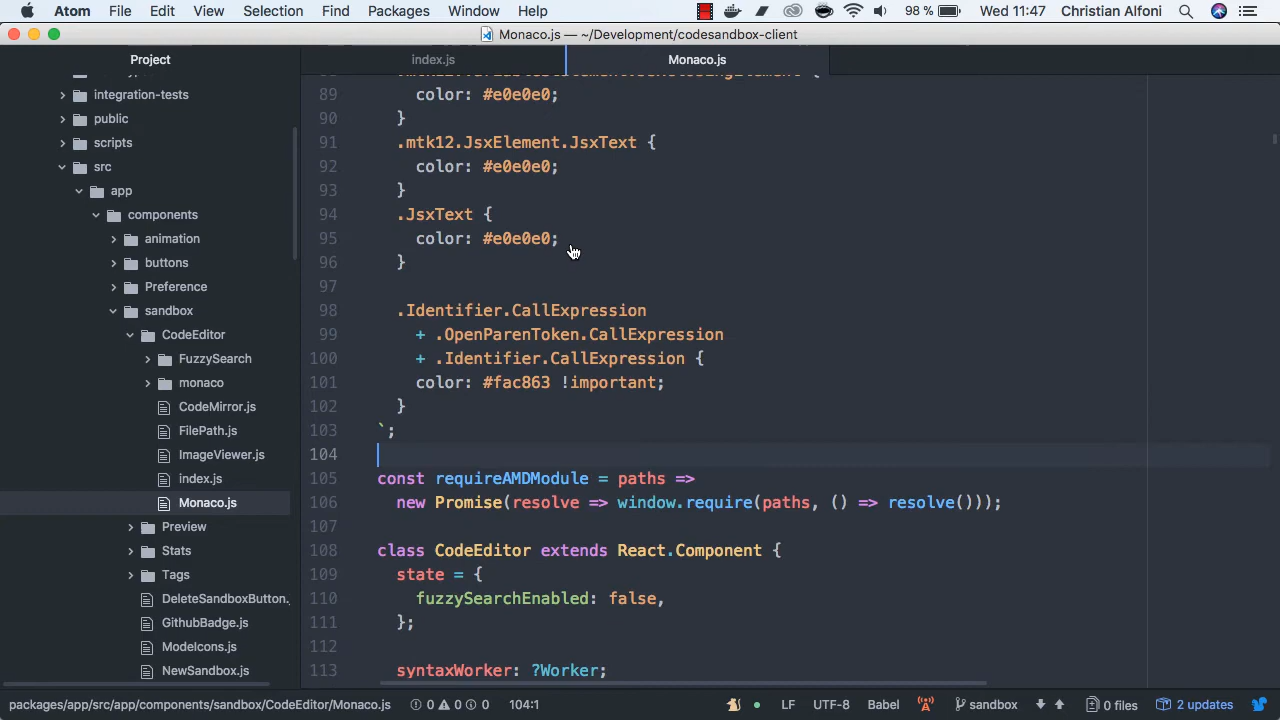 Atom File Edit View Selection Find Packages Window Help 98 % Wed 11:47 Christian Alfoni
Monaco.js — ~/Development/codesandbox-client
Project
index.js
Monaco.js
integration-tests
public
scripts
src
app
components
animation
buttons
Preference
sandbox
CodeEditor
FuzzySearch
monaco
CodeMirror.js
FilePath.js
ImageViewer.js
index.js
Monaco.js
Preview
Stats
Tags
DeleteSandboxButton.
GithubBadge.js
ModeIcons.js
NewSandbox.js
89 color: #e0e0e0;
90 }
91 .mtk12.JsxElement.JsxText {
92 color: #e0e0e0;
93 }
94 .JsxText {
95 color: #e0e0e0;
96 }
97
98 .Identifier.CallExpression
99 + .OpenParenToken.CallExpression
100 + .Identifier.CallExpression {
101 color: #fac863 !important;
102 }
103 `;
104
105 const requireAMDModule = paths =>
106 new Promise(resolve => window.require(paths, () => resolve()));
107
108 class CodeEditor extends React.Component {
109 state = {
110 fuzzySearchEnabled: false,
111 };
112
113 syntaxWorker: ?Worker;
packages/app/src/app/components/sandbox/CodeEditor/Monaco.js 0 0 0 104:1 LF UTF-8 Babel sandbox 0 files 2 updates